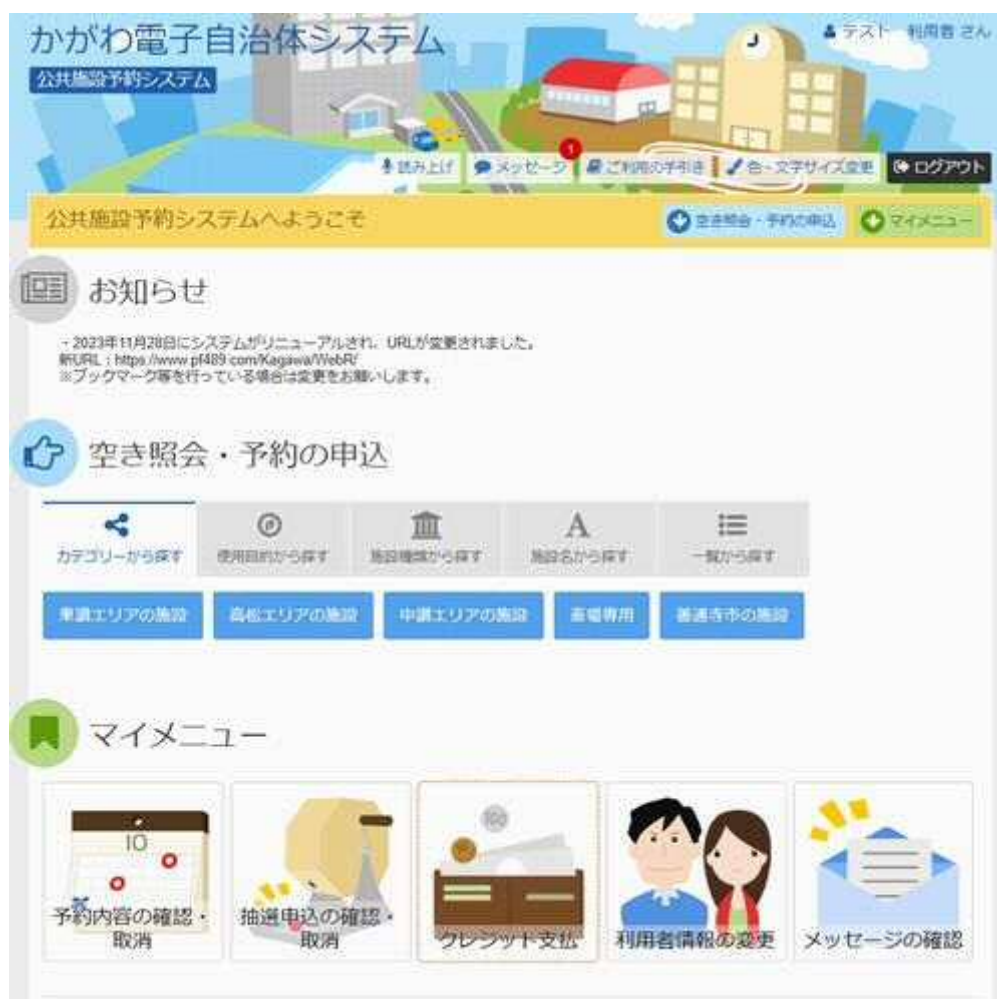 かがわ電子自治体システム
テスト 利用者 さん
公共施設予約システム
読み上げ メッセージ 1 ご利用の手引き 色・文字サイズ変更 ログアウト
公共施設予約システムへようこそ
空き照会・予約の申込 マイメニュー
お知らせ
・2023年11月28日にシステムがリニューアルされ、URLが変更されました。
新URL：https://www.pf489.com/Kagawa/WebR/
※ブックマーク等を行っている場合は変更をお願いします。
空き照会・予約の申込
カテゴリーから探す 使用目的から探す 施設種類から探す 施設名から探す 一覧から探す
東讃エリアの施設 高松エリアの施設 中讃エリアの施設 斎場専用 善通寺市の施設
マイメニュー
10
100
予約内容の確認・
取消
抽選申込の確認・
取消
クレジット支払
利用者情報の変更
メッセージの確認